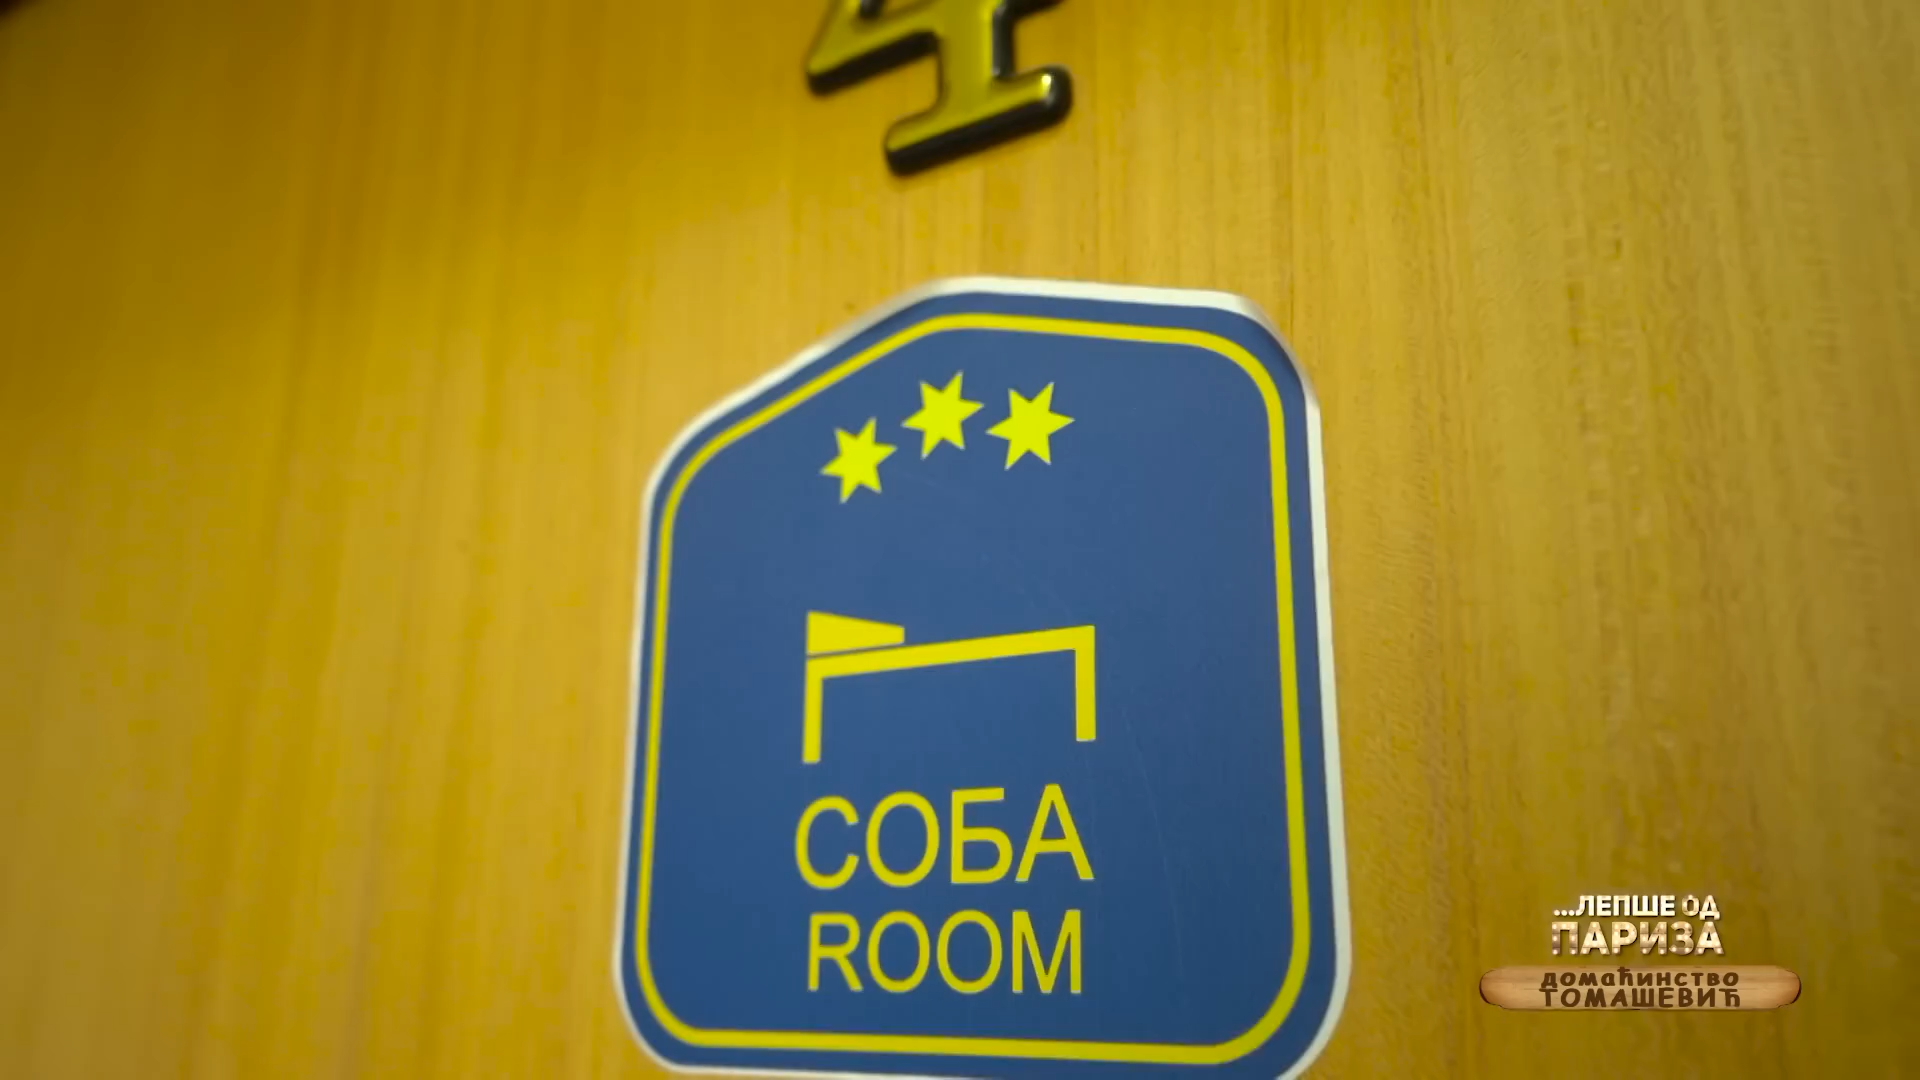 4
СОБА
ROOM
...ЛЕПШЕ ОД
ПАРИЗА
домаћинство
ТОМАШЕВИЋ